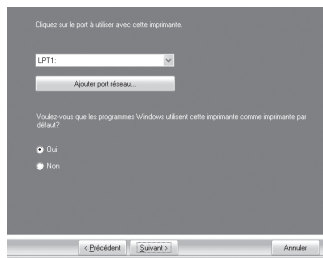 Cliquez sur le port à utiliser avec cette imprimante.
LPT1:
Ajouter port réseau...
Voulez-vous que les programmes Windows utilisent cette imprimante comme imprimante par
défaut?
Oui
Non
< Précédent
Suivant >
Annuler